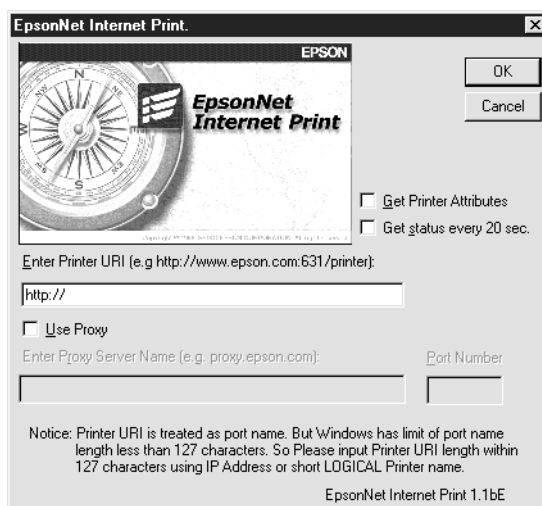 EpsonNet Internet Print.
EPSON
N
NW
NE
W
SW
SE
S
EpsonNet
Internet Print
OK
Cancel
Get Printer Attributes
Get status every 20 sec.
Enter Printer URI (e.g http://www.epson.com:631/printer):
http://
Use Proxy
Enter Proxy Server Name (e.g. proxy.epson.com):
Port Number
Notice: Printer URI is treated as port name. But Windows has limit of port name
length less than 127 characters. So Please input Printer URI length within
127 characters using IP Address or short LOGICAL Printer name.
EpsonNet Internet Print 1.1bE